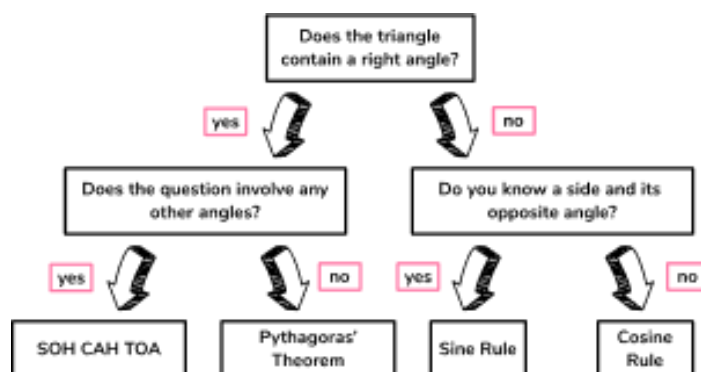 Does the triangle
contain a right angle?
yes
no
Does the question involve any
other angles?
Do you know a side and its
opposite angle?
yes
no
yes
no
SOH CAH TOA
Pythagoras'
Theorem
Sine Rule
Cosine
Rule